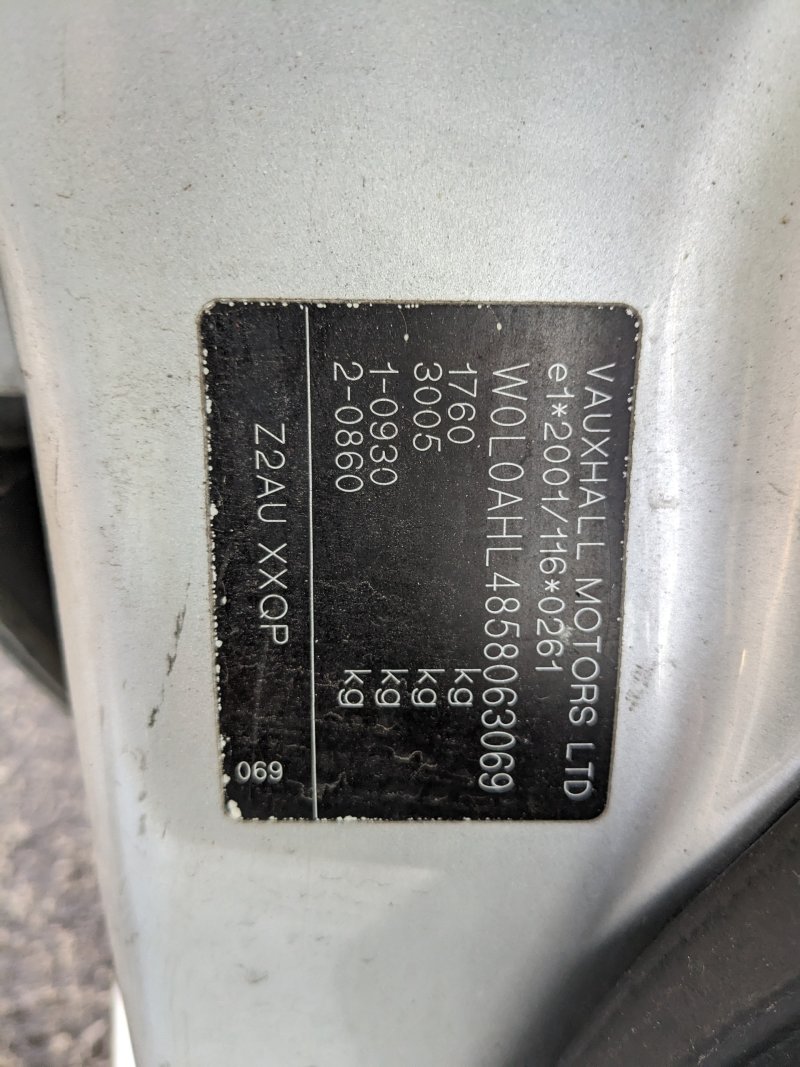 VAUXHALL MOTORS LTD
e1*2001/116*0261
W0L0AHL4858063069
1760 kg
3005 kg
1-0930 kg
2-0860 kg
Z2AU XXQP
069